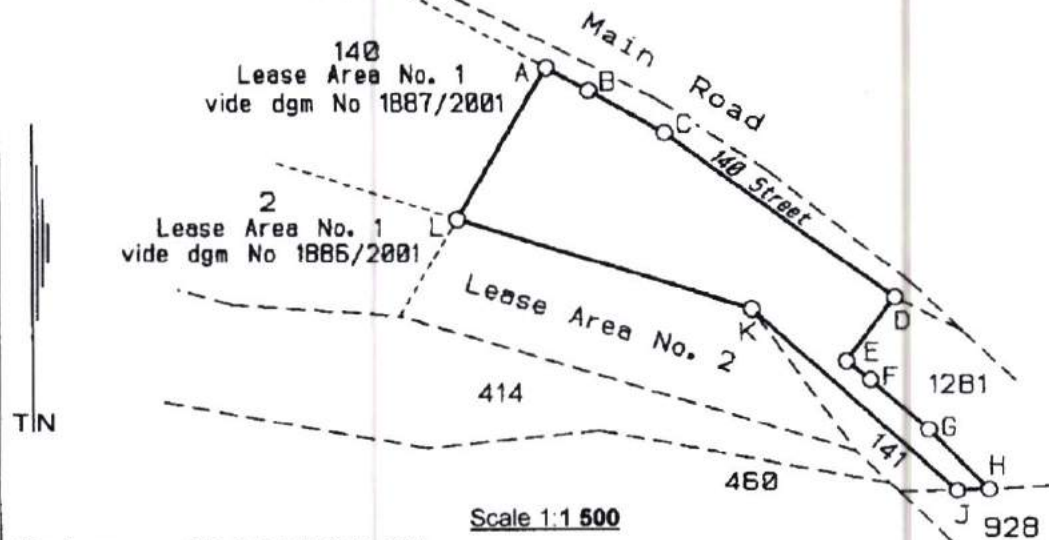 Main Road
140
Lease Area No. 1
vide dgm No 1887/2001
A
B
C
140 Street
2
Lease Area No. 1
vide dgm No 1886/2001
L
Lease Area No. 2
K
D
E
F
1281
414
G
TN
141
460
H
J
928
Scale 1:1 500